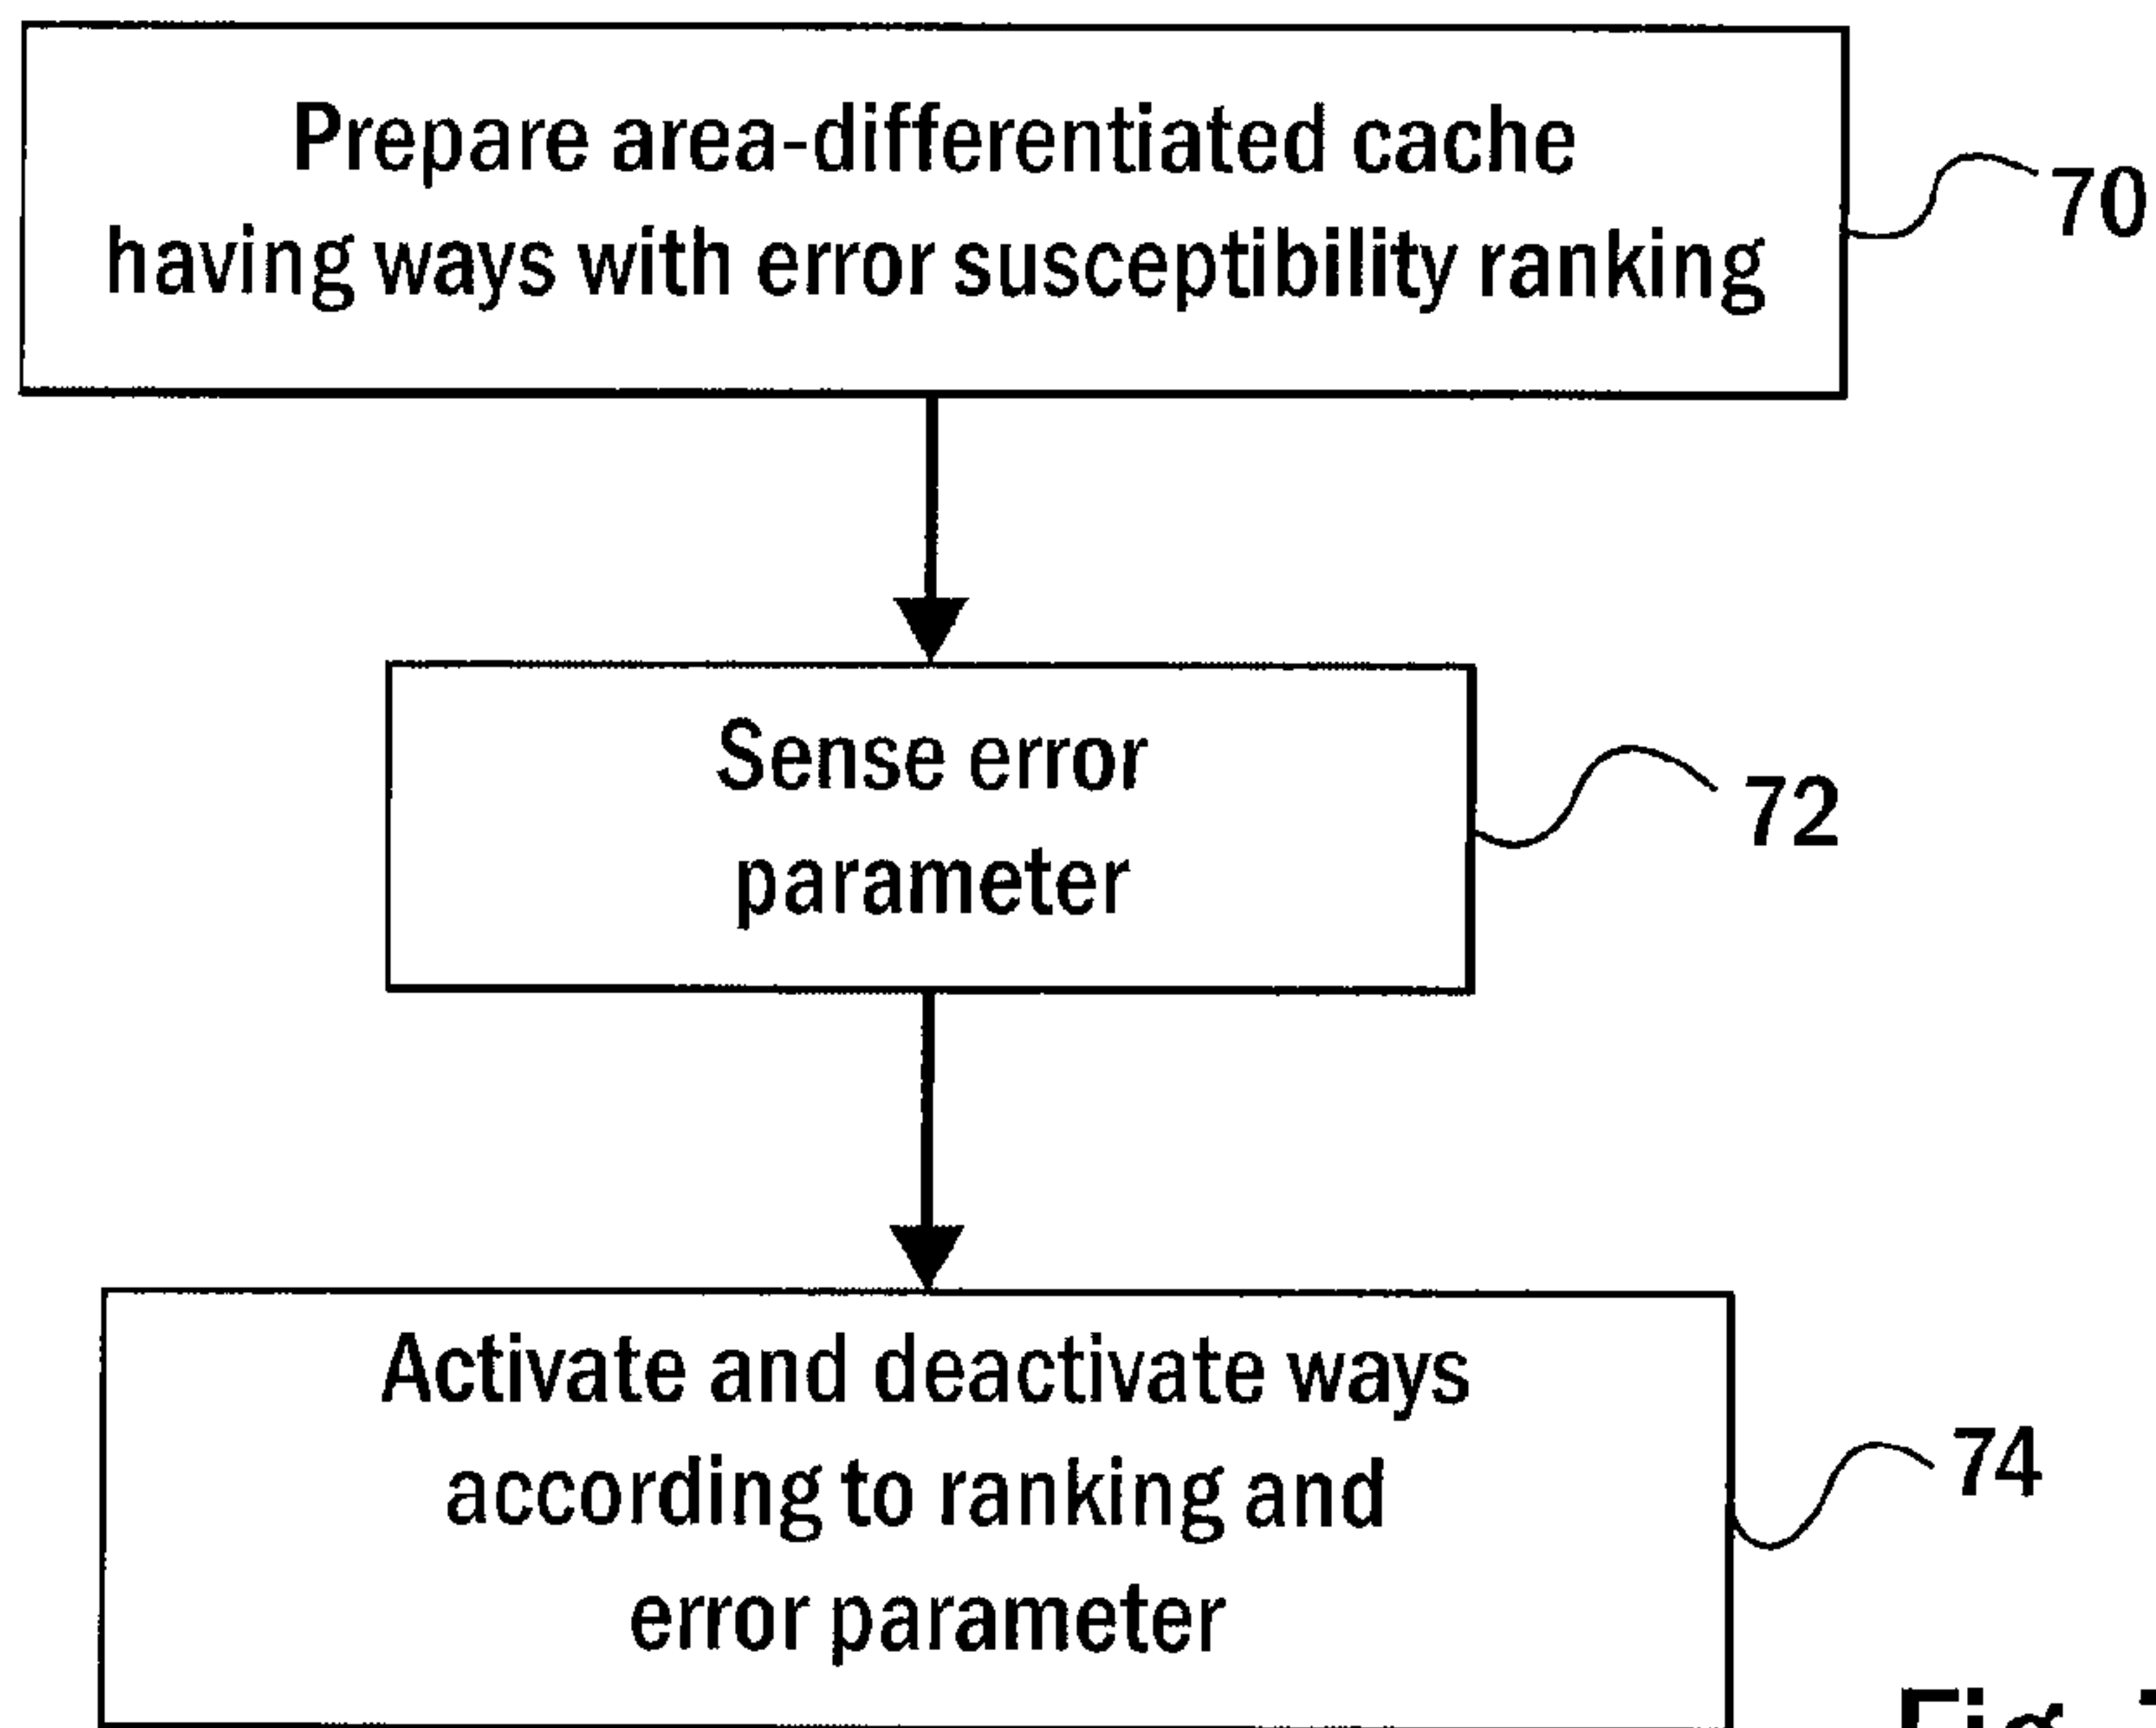 Prepare area-differentiated cache
having ways with error susceptibility ranking
70
Sense error
parameter
72
Activate and deactivate ways
according to ranking and
error parameter
74
Fig.